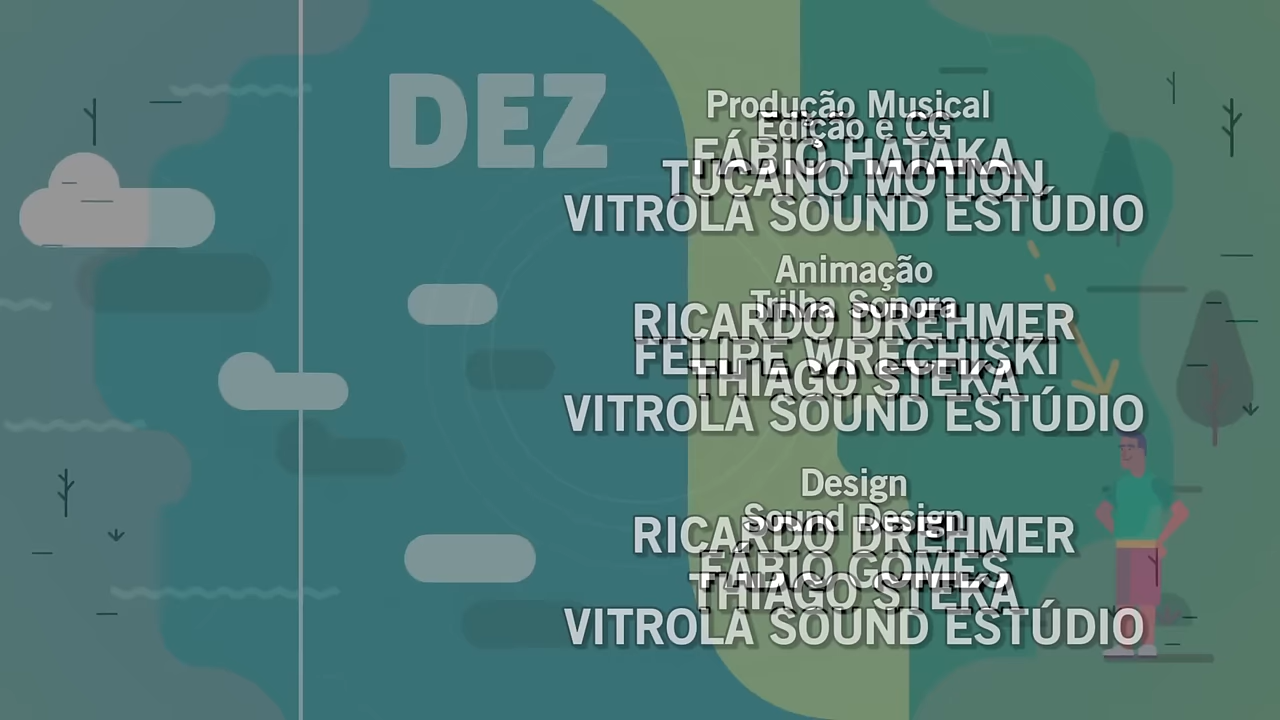 DEZ
Produção Musical
Edição e CG
FÁBIO HATAKA
TUCANO MOTION
VITROLA SOUND ESTÚDIO
Animação
Trilha Sonora
RICARDO DREHMER
FELIPE WRECHISKI
THIAGO STEKA
VITROLA SOUND ESTÚDIO
Design
Sound Design
RICARDO DREHMER
FÁBIO GOMES
THIAGO STEKA
VITROLA SOUND ESTÚDIO